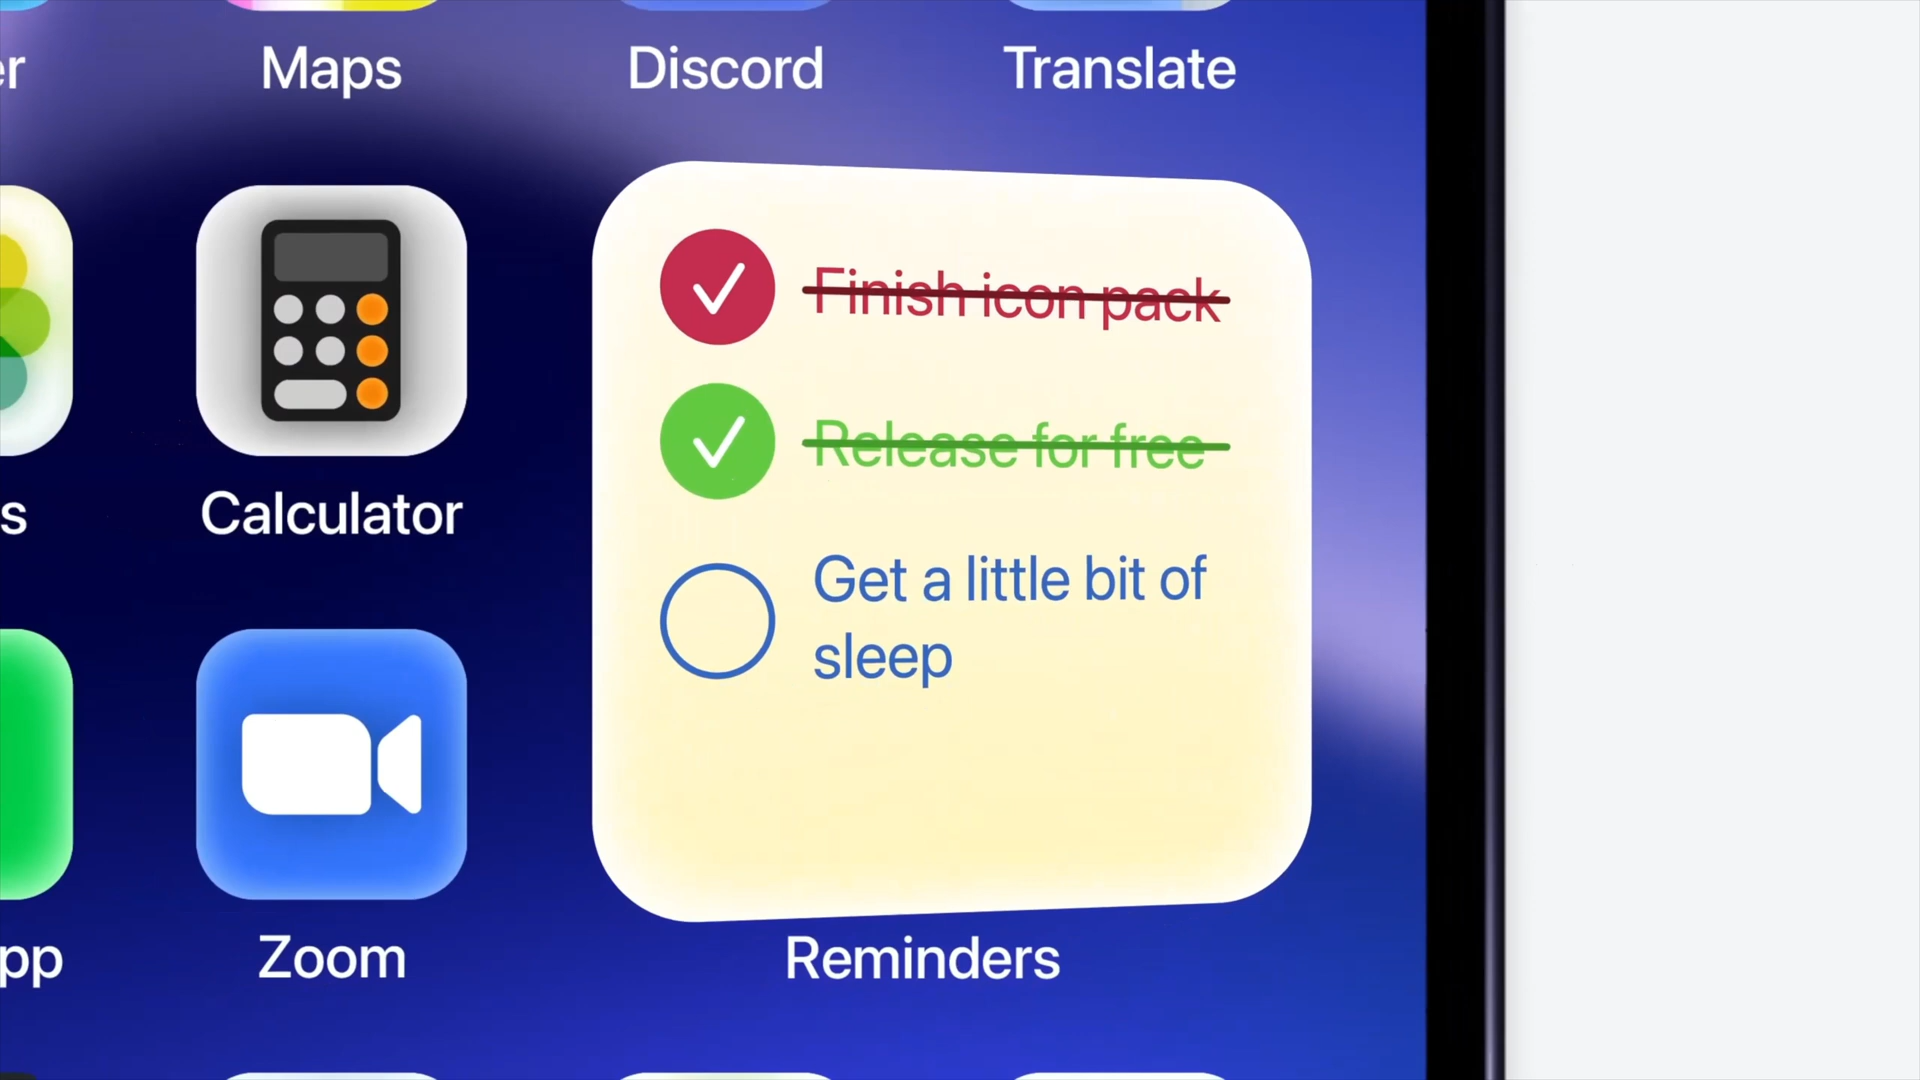 Maps
Discord
Translate
Finish icon pack
Release for free
Get a little bit of
sleep
Calculator
Zoom
Reminders